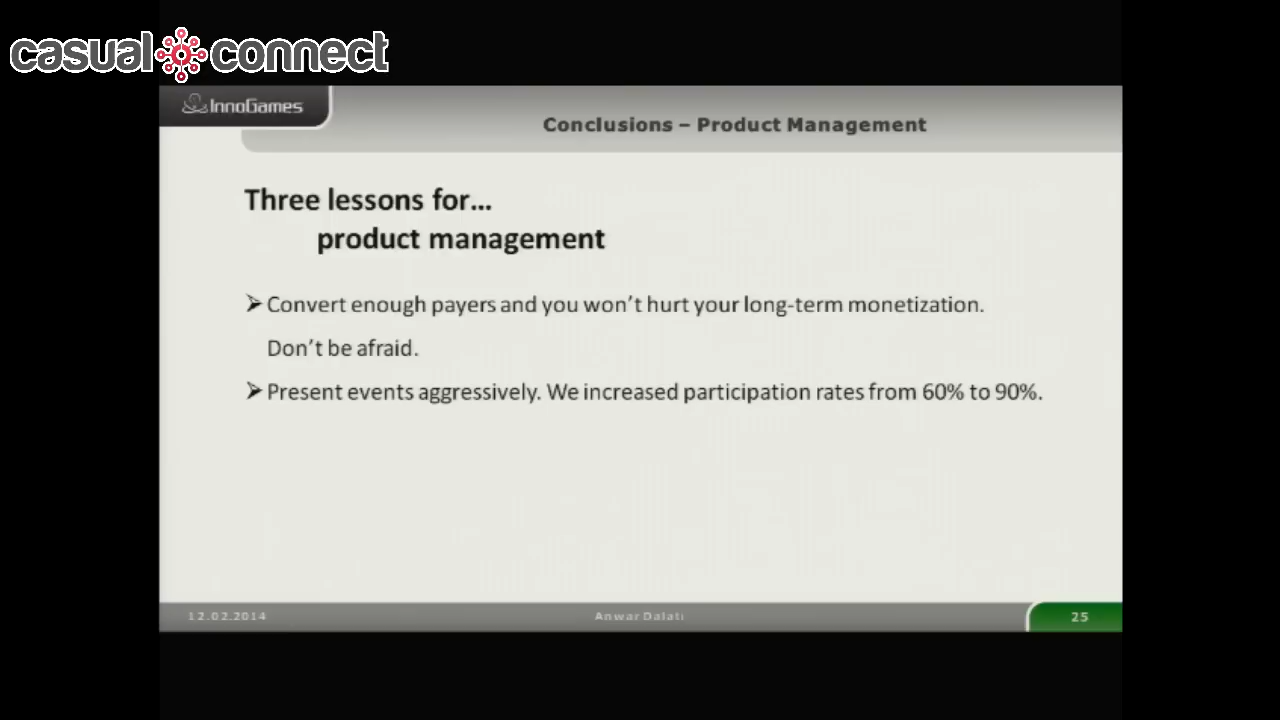 casual connect
InnoGames
Conclusions – Product Management
Three lessons for...
product management
➢ Convert enough payers and you won't hurt your long-term monetization.
Don't be afraid.
➢ Present events aggressively. We increased participation rates from 60% to 90%.
12.02.2014
Anwar Dalati
25